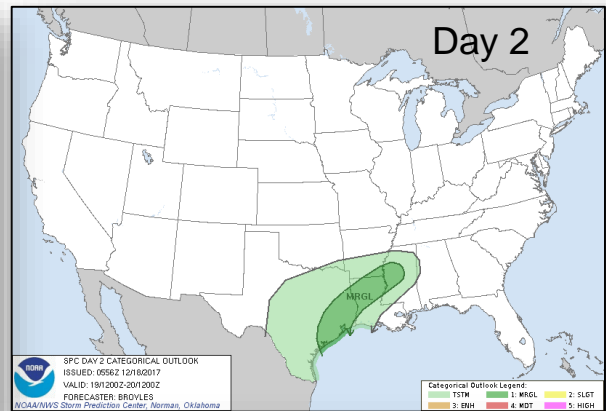 Day 2
MRGL
NOAA
SPC DAY 2 CATEGORICAL OUTLOOK
ISSUED: 0556Z 12/18/2017
VALID: 19/1200Z-20/1200Z
FORECASTER: BROYLES
NOAA/NWS Storm Prediction Center, Norman, Oklahoma
Categorical Outlook Legend:
TSTM 1: MRGL 2: SLGT
3: ENH 4: MDT 5: HIGH